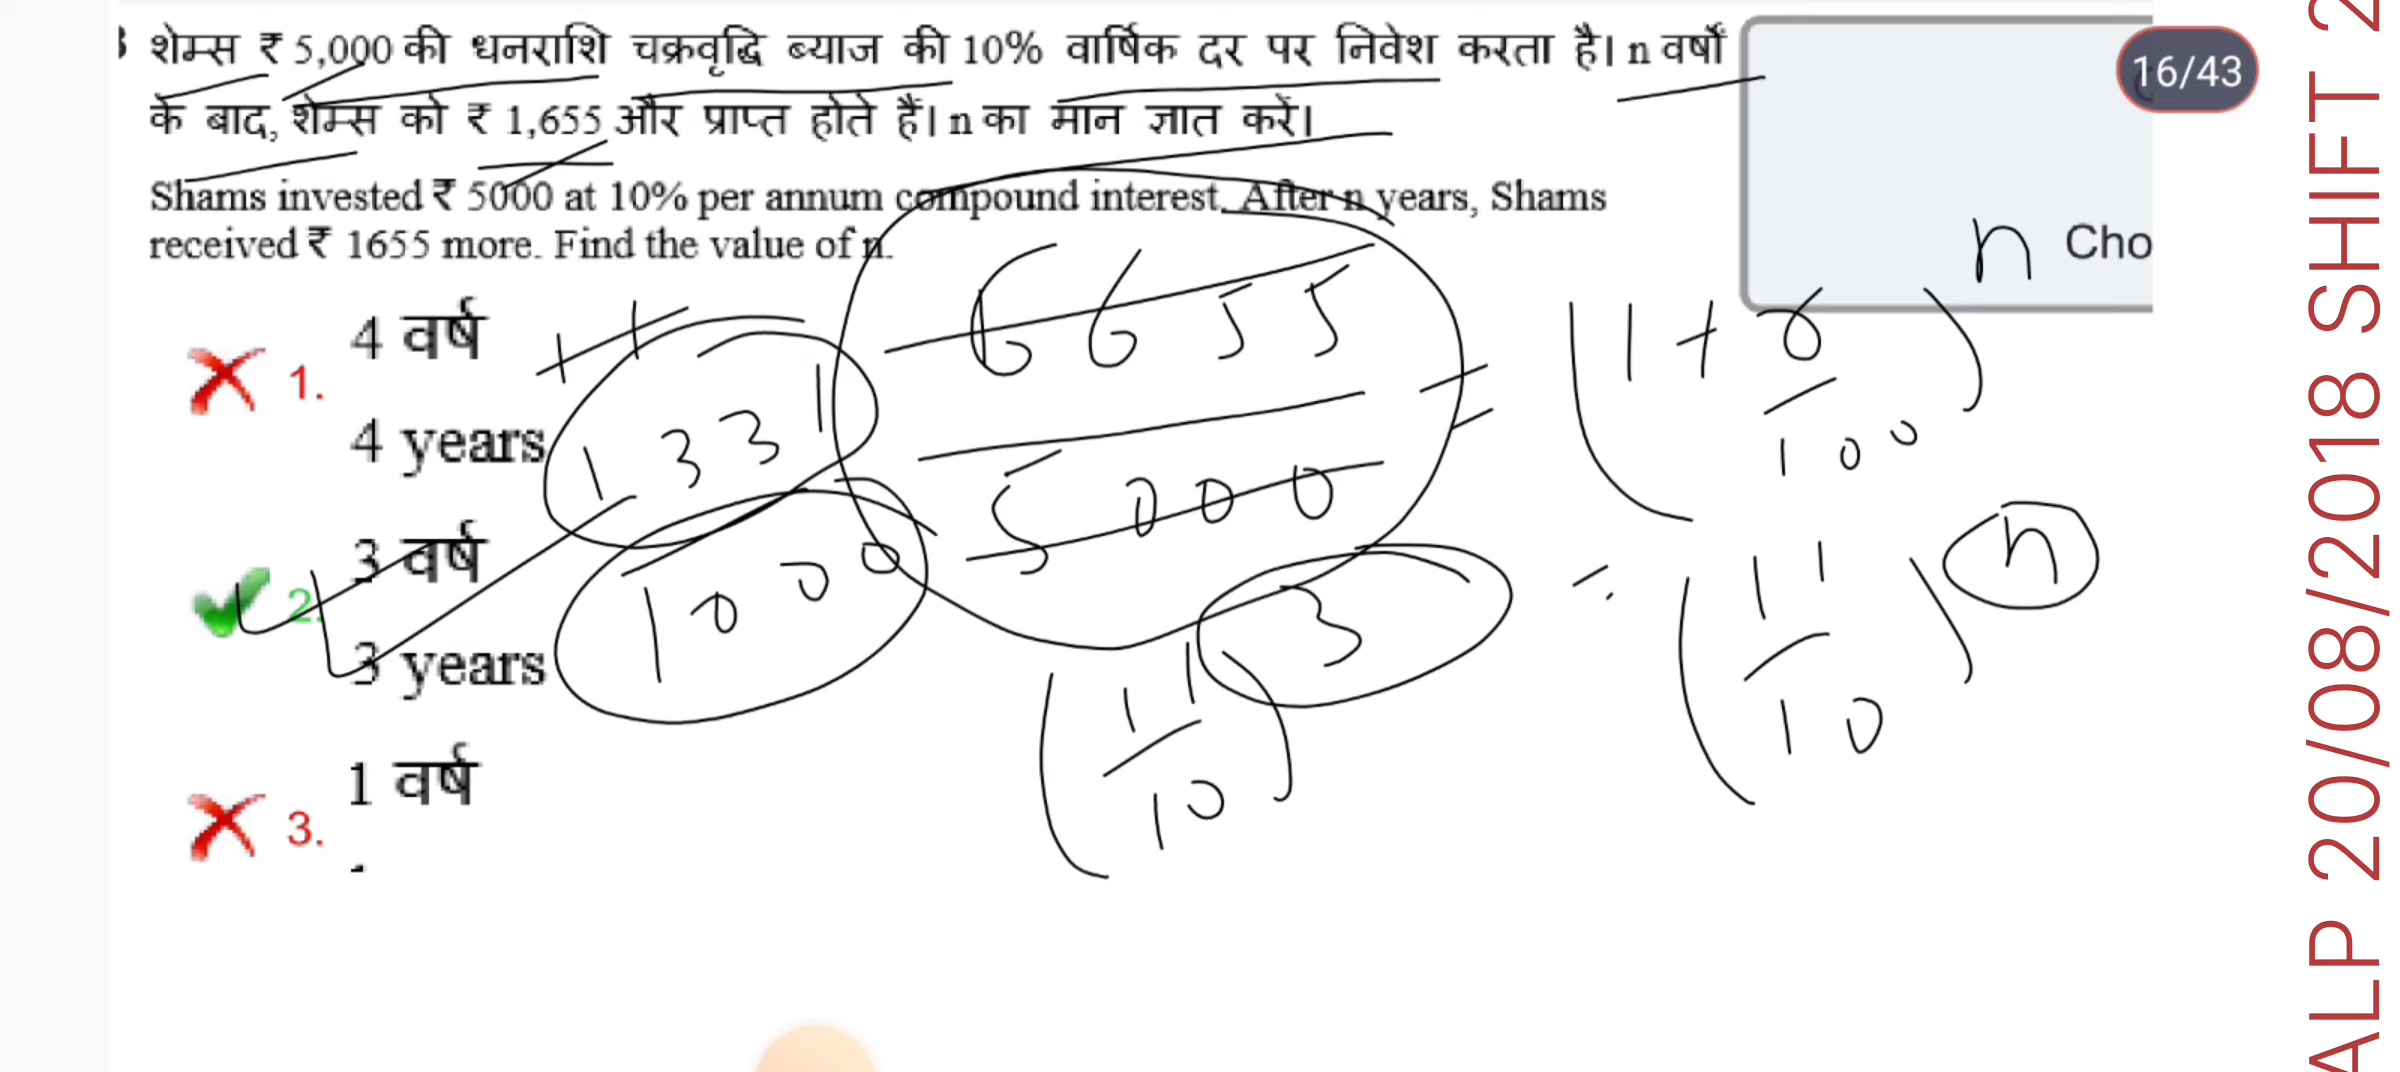 शेम्स ₹ 5,000 की धनराशि चक्रवृद्धि ब्याज की 10% वार्षिक दर पर निवेश करता है। n वर्षों
के बाद, शेम्स को ₹ 1,655 और प्राप्त होते हैं। n का मान ज्ञात करें।
Shams invested ₹ 5000 at 10% per annum compound interest. After n years, Shams
received ₹ 1655 more. Find the value of n.
16/43
Cho
1. 4 वर्ष
4 years
2. 3 वर्ष
3 years
3. 1 वर्ष
1331
1000
6655
5000
=
(1+r/100)n
(11/10)3
=
(11/10)n
ALP 20/08/2018 SHIFT 2